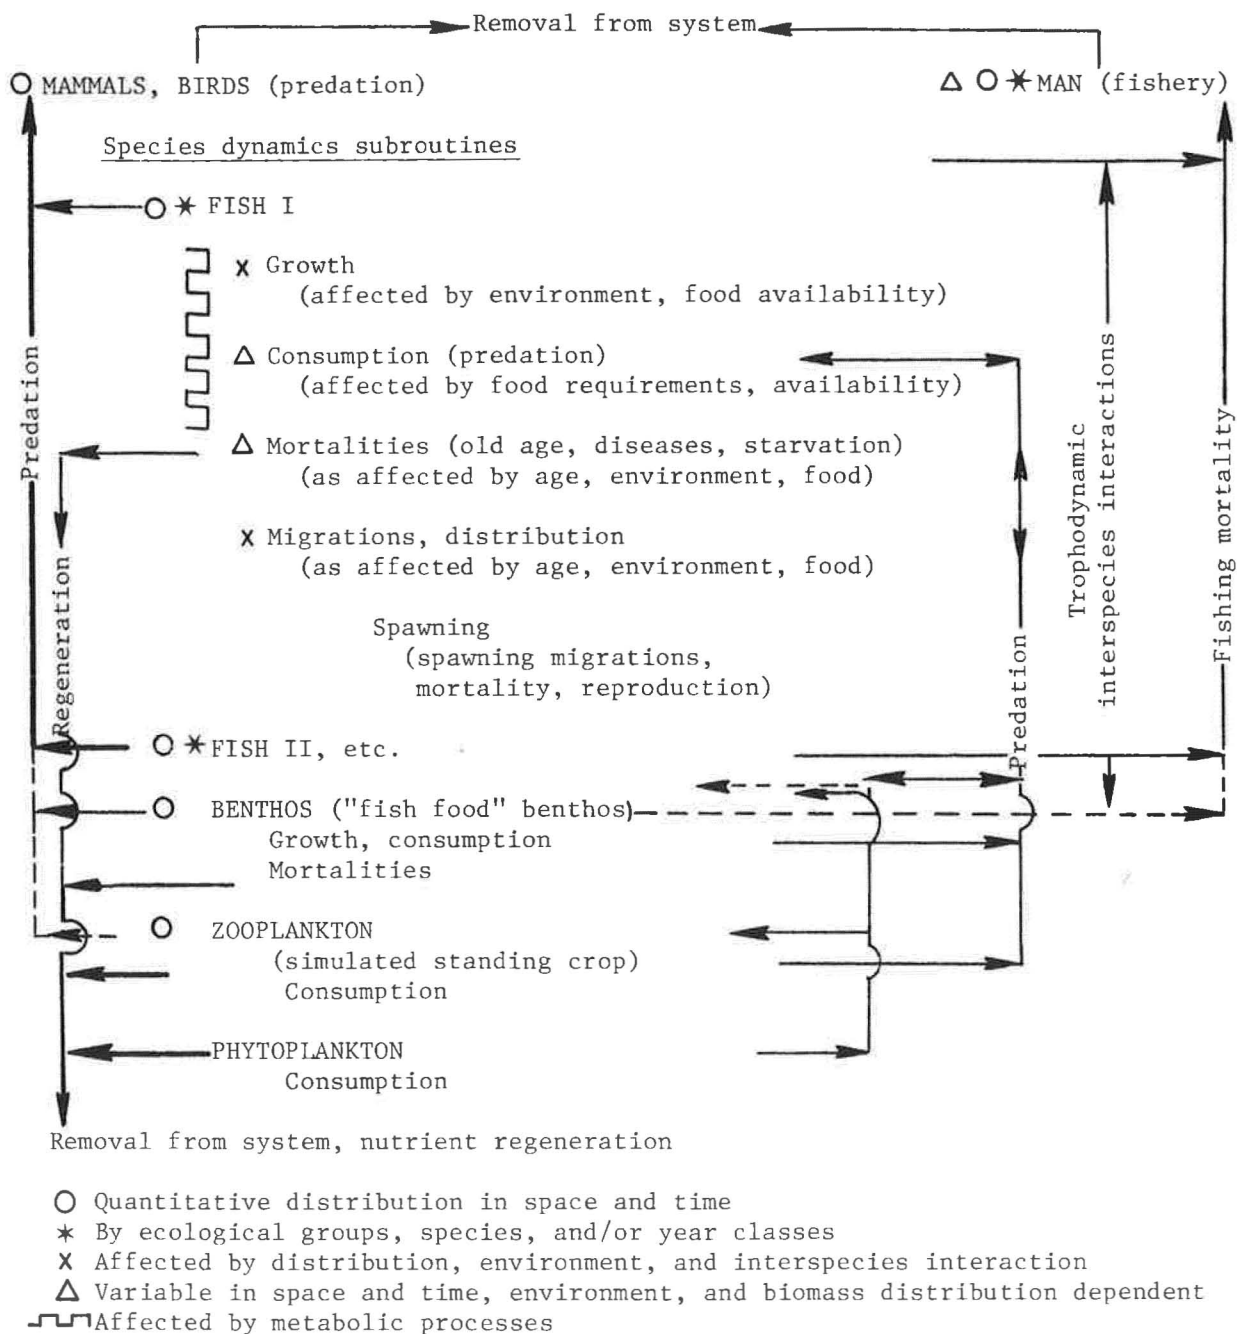 Removal from system
○ MAMMALS, BIRDS (predation)
△ ○ * MAN (fishery)
Species dynamics subroutines
○ * FISH I
x Growth
(affected by environment, food availability)
△ Consumption (predation)
(affected by food requirements, availability)
△ Mortalities (old age, diseases, starvation)
(as affected by age, environment, food)
x Migrations, distribution
(as affected by age, environment, food)
Spawning
(spawning migrations,
mortality, reproduction)
Predation
Regeneration
Predation
Trophodynamic
interspecies interactions
Fishing mortality
○ * FISH II, etc.
○ BENTHOS ("fish food" benthos)
Growth, consumption
Mortalities
○ ZOOPLANKTON
(simulated standing crop)
Consumption
PHYTOPLANKTON
Consumption
Removal from system, nutrient regeneration
○ Quantitative distribution in space and time
* By ecological groups, species, and/or year classes
x Affected by distribution, environment, and interspecies interaction
△ Variable in space and time, environment, and biomass distribution dependent
Affected by metabolic processes